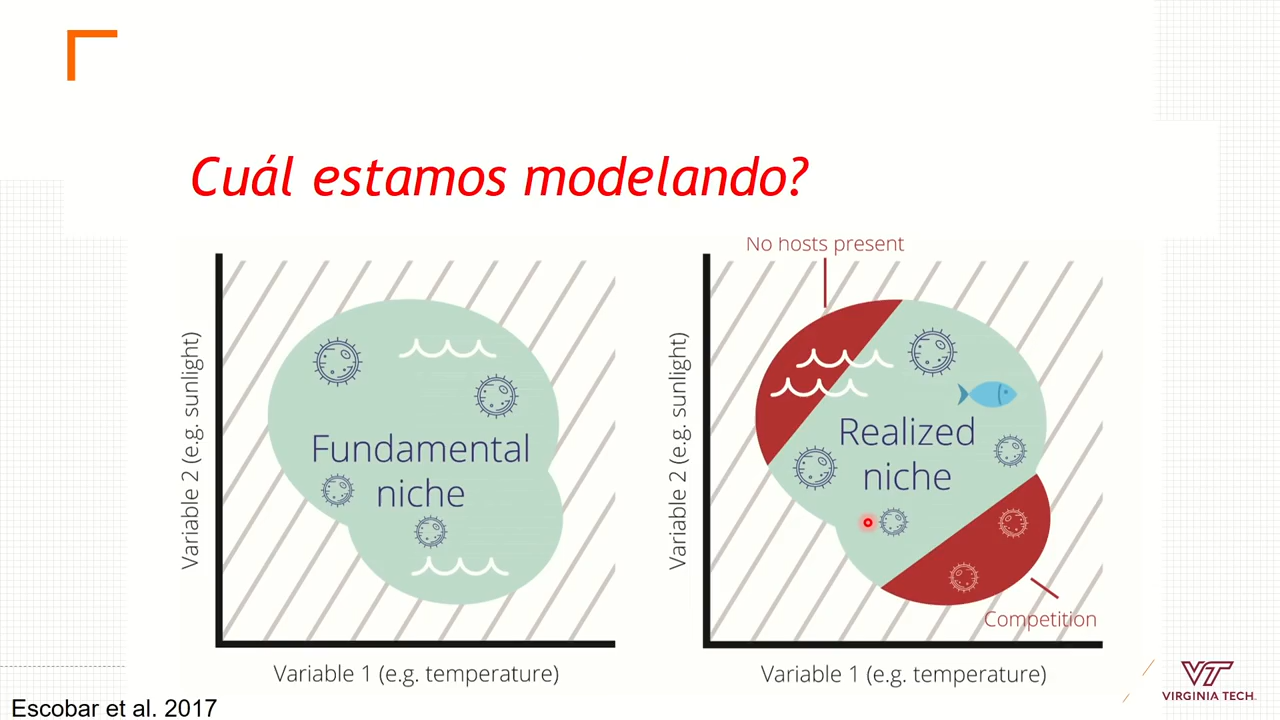 Cuál estamos modelando?
Variable 2 (e.g. sunlight)
Fundamental
niche
Variable 1 (e.g. temperature)
No hosts present
Variable 2 (e.g. sunlight)
Realized
niche
Competition
Variable 1 (e.g. temperature)
Escobar et al. 2017
VT
VIRGINIA TECH.